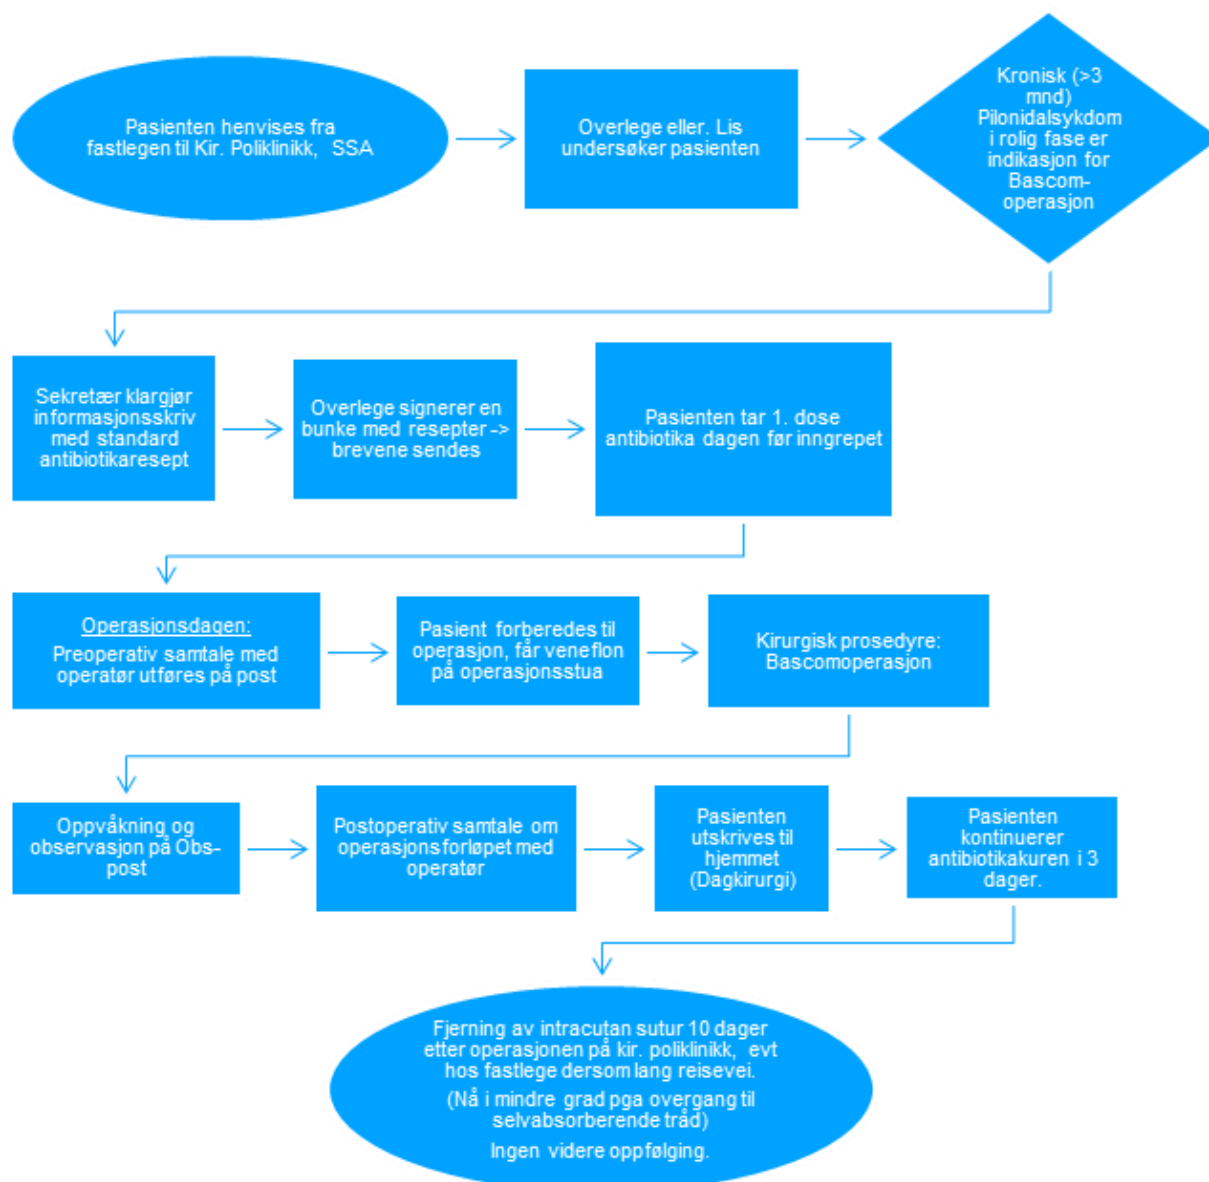 Pasienten henvises fra
fastlegen til Kir. Poliklinikk, SSA
Overlege eller. Lis
undersøker pasienten
Kronisk (>3
mnd)
Pilonidalsykdom
i rolig fase er
indikasjon for
Bascom-
operasjon
Sekretær klargjør
informasjonsskriv
med standard
antibiotikaresept
Overlege signerer en
bunke med resepter ->
brevene sendes
Pasienten tar 1. dose
antibiotika dagen før inngrepet
Operasjonsdagen:
Preoperativ samtale med
operatør utføres på post
Pasient forberedes til
operasjon, får veneflon
på operasjonsstua
Kirurgisk prosedyre:
Bascomoperasjon
Oppvåkning og
observasjon på Obs-
post
Postoperativ samtale om
operasjonsforløpet med
operatør
Pasienten
utskrives til
hjemmet
(Dagkirurgi)
Pasienten
kontinuerer
antibiotikakuren i 3
dager.
Fjerning av intracutan sutur 10 dager
etter operasjonen på kir. poliklinikk, evt
hos fastlege dersom lang reisevei.
(Nå i mindre grad pga overgang til
selvabsorberende tråd)
Ingen videre oppfølging.